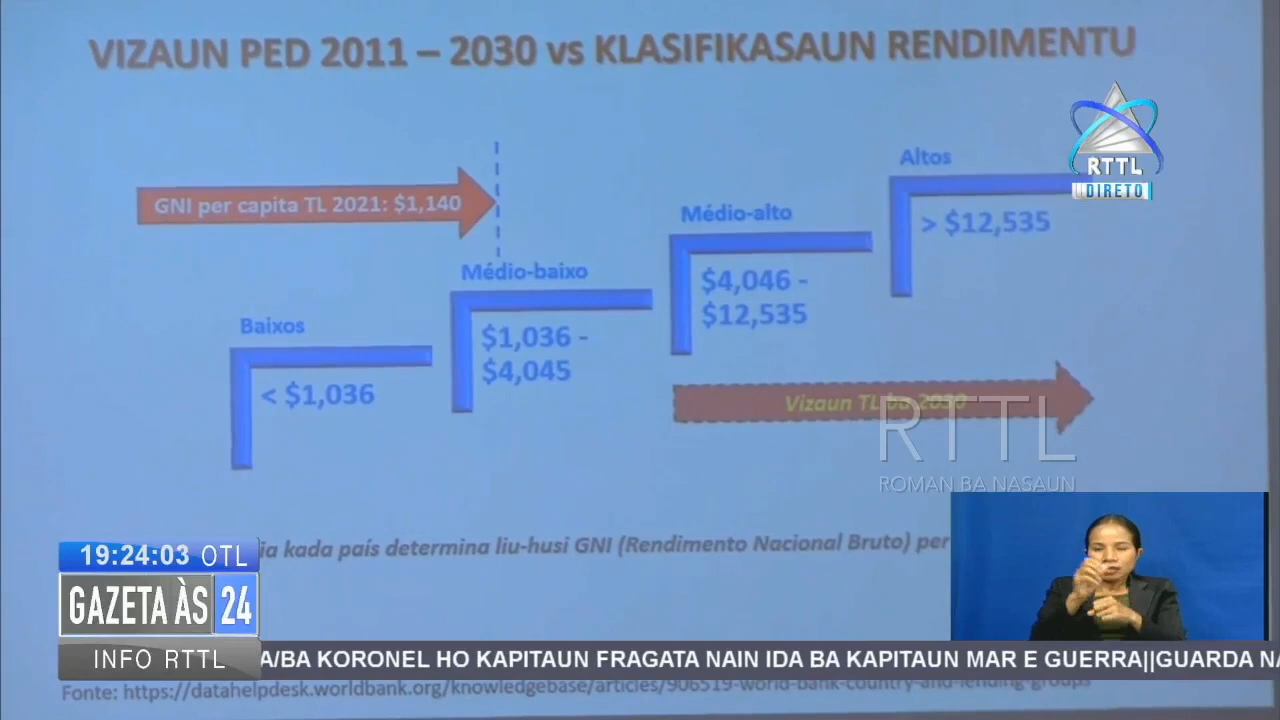 VIZAUN PED 2011 – 2030 vs KLASIFIKASAUN RENDIMENTU
RTTL
DIRETO
GNI per capita TL 2021: $1,140
Altos
> $12,535
Médio-alto
$4,046 -
$12,535
Médio-baixo
$1,036 -
$4,045
Baixos
< $1,036
Vizaun TL ba 2030
RTTL
ROMAN BA NASAUN
kada país determina liu-husi GNI (Rendimento Nacional Bruto) per
19:24:03 OTL
GAZETA ÀS 24
INFO RTTL
A/BA KORONEL HO KAPITAUN FRAGATA NAIN IDA BA KAPITAUN MAR E GUERRA||GUARDA NA
Fonte: https://datahelpdesk.worldbank.org/knowledgebase/articles/906519-world-bank-country-and-lending-groups